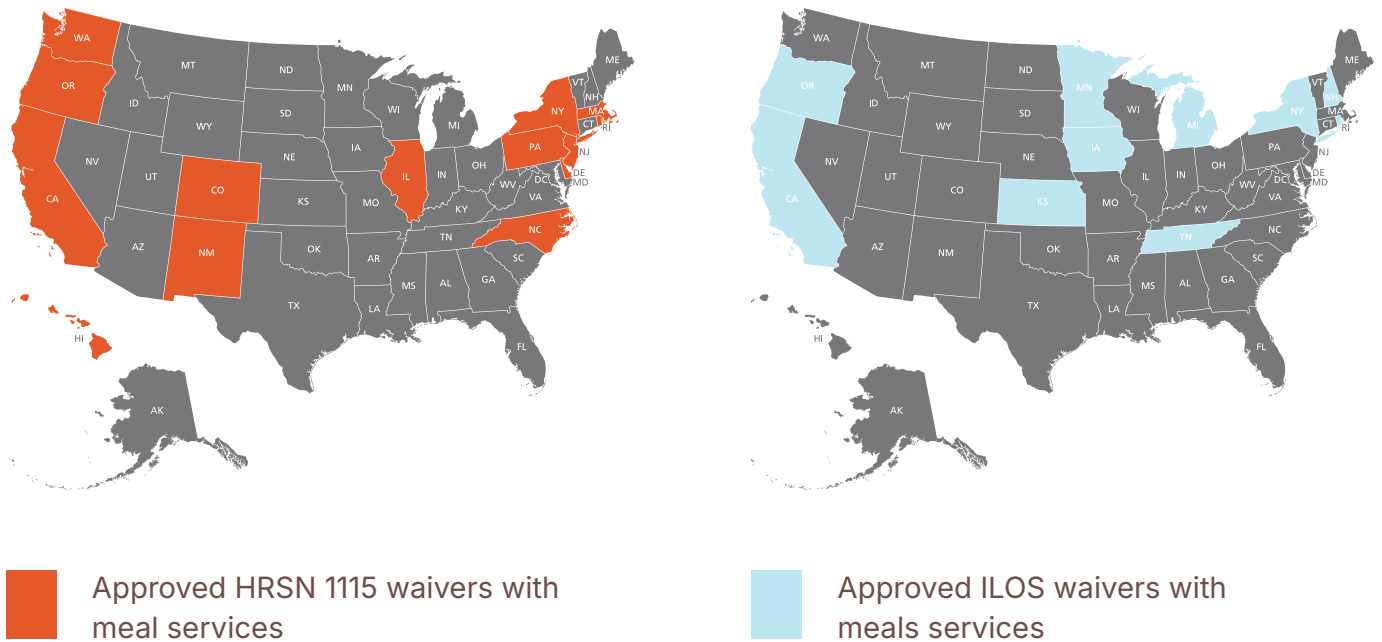 WA
MT
ND
MN
ME
VT
NH
OR
ID
SD
WI
NY
MA
MI
CT
RI
WY
IA
PA
NJ
NE
OH
NV
UT
CO
IL
IN
DE
DC
MD
WV
VA
CA
KS
MO
KY
NC
TN
AZ
NM
OK
AR
SC
MS
AL
GA
TX
LA
HI
FL
AK
Approved HRSN 1115 waivers with
meal services
WA
MT
ND
MN
ME
VT
NH
OR
ID
SD
WI
NY
MA
MI
CT
RI
WY
IA
PA
NJ
NE
OH
NV
UT
CO
IL
IN
DE
DC
MD
WV
VA
CA
KS
MO
KY
NC
TN
AZ
NM
OK
AR
SC
MS
AL
GA
TX
LA
HI
FL
AK
Approved ILOS waivers with
meals services